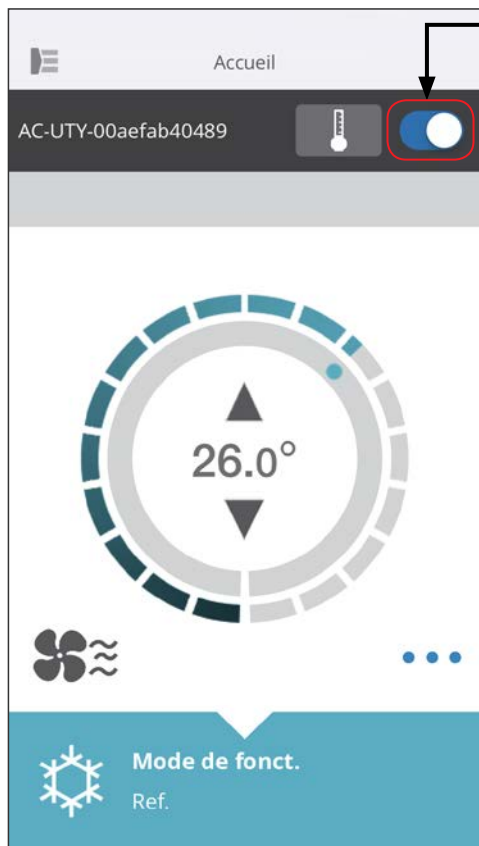 Accueil
AC-UTY-00aefab40489
26.0°
Mode de fonct.
Ref.